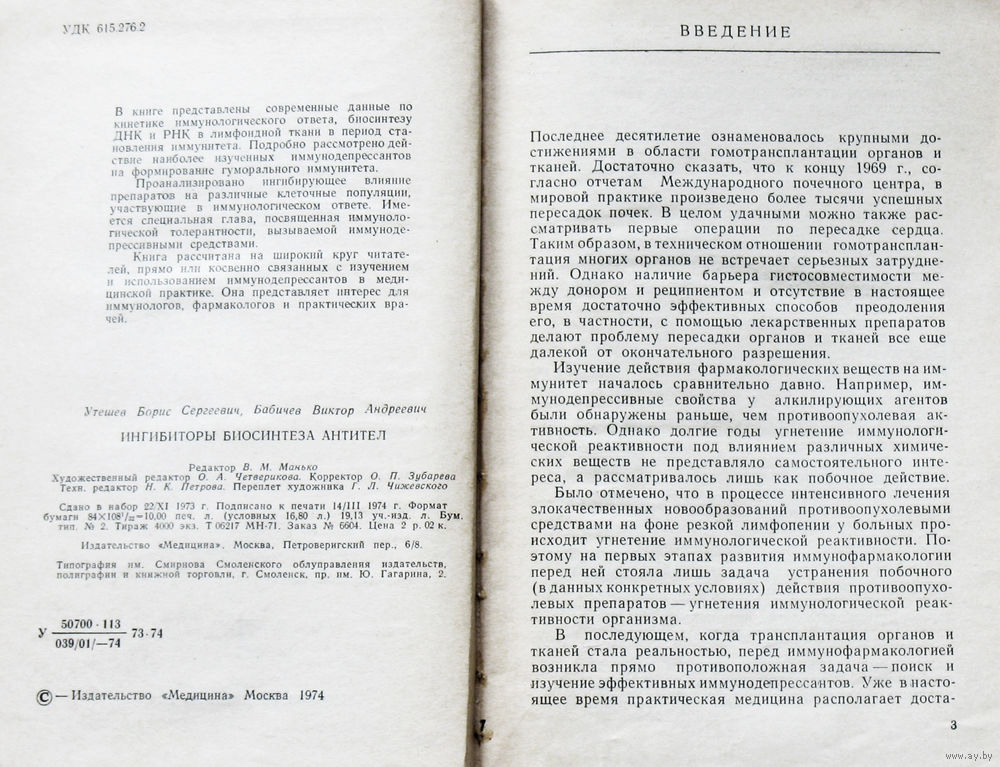 УДК 615.276.2
В книге представлены современные данные по
кинетике иммунологического ответа, биосинтезу
ДНК и РНК в лимфоидной ткани в период ста-
новления иммунитета. Подробно рассмотрено дей-
ствие наиболее изученных иммунодепрессантов
на формирование гуморального иммунитета.
Проанализировано ингибирующее влияние
препаратов на различные клеточные популяции,
участвующие в иммунологическом ответе. Име-
ется специальная глава, посвященная иммуноло-
гической толерантности, вызываемой иммуноде-
прессивными средствами.
Книга рассчитана на широкий круг читате-
лей, прямо или косвенно связанных с изучением
и использованием иммунодепрессантов в меди-
цинской практике. Она представляет интерес для
иммунологов, фармакологов и практических вра-
чей.
Утешев Борис Сергеевич, Бабичев Виктор Андреевич
ИНГИБИТОРЫ БИОСИНТЕЗА АНТИТЕЛ
Редактор В. М. Манько
Художественный редактор О. А. Четверикова. Корректор О. П. Зубарева
Техн. редактор Н. К. Петрова. Переплет художника Г. Л. Чижевского
Сдано в набор 22/XI 1973 г. Подписано к печати 14/III 1974 г. Формат
бумаги 84×108¹/₃₂=10,00 печ. л. (условных 16,80 л.) 19,13 уч.-изд. л. Бум.
тип. № 2. Тираж 4000 экз. Т 06217 МН-71. Заказ № 6604. Цена 2 р. 02 к.
Издательство «Медицина». Москва, Петроверигский пер., 6/8.
Типография им. Смирнова Смоленского облуправления издательств,
полиграфии и книжной торговли, г. Смоленск, пр. им. Ю. Гагарина, 2.
У 50700·113 73-74
039/01/—74
©—Издательство «Медицина» Москва 1974
ВВЕДЕНИЕ
Последнее десятилетие ознаменовалось крупными до-
стижениями в области гомотрансплантации органов и
тканей. Достаточно сказать, что к концу 1969 г., со-
гласно отчетам Международного почечного центра, в
мировой практике произведено более тысячи успешных
пересадок почек. В целом удачными можно также рас-
сматривать первые операции по пересадке сердца.
Таким образом, в техническом отношении гомотрансплан-
тация многих органов не встречает серьезных затрудне-
ний. Однако наличие барьера гистосовместимости ме-
жду донором и реципиентом и отсутствие в настоящее
время достаточно эффективных способов преодоления
его, в частности, с помощью лекарственных препаратов
делают проблему пересадки органов и тканей все еще
далекой от окончательного разрешения.
Изучение действия фармакологических веществ на им-
мунитет началось сравнительно давно. Например, им-
мунодепрессивные свойства у алкилирующих агентов
были обнаружены раньше, чем противоопухолевая ак-
тивность. Однако долгие годы угнетение иммунологи-
ческой реактивности под влиянием различных химичес-
ких веществ не представляло самостоятельного инте-
реса, а рассматривалось лишь как побочное действие.
Было отмечено, что в процессе интенсивного лечения
злокачественных новообразований противоопухолевыми
средствами на фоне резкой лимфопении у больных про-
исходит угнетение иммунологической реактивности. По-
этому на первых этапах развития иммунофармакологии
перед ней стояла лишь задача устранения побочного
(в данных конкретных условиях) действия противоопухо-
левых препаратов — угнетения иммунологической реак-
тивности организма.
В последующем, когда трансплантация органов и
тканей стала реальностью, перед иммунофармакологией
возникла прямо противоположная задача — поиск и
изучение эффективных иммунодепрессантов. Уже в насто-
ящее время практическая медицина располагает доста-
3
www.ay.by